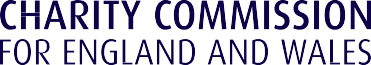 CHARITY COMMISSION
FOR ENGLAND AND WALES